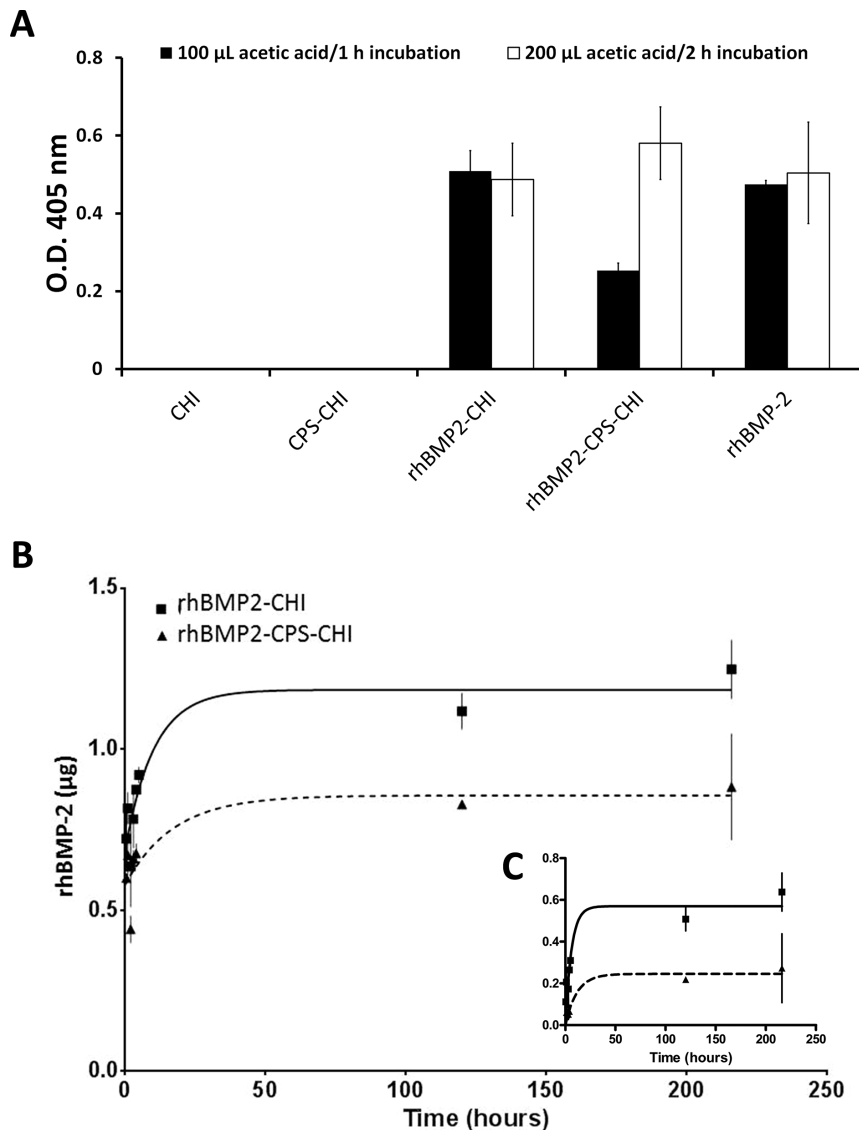 A
0.8
100 µL acetic acid/1 h incubation
200 µL acetic acid/2 h incubation
0.6
0.4
0.2
0
O.D. 405 nm
CHI
CPS-CHI
rhBMP2-CHI
rhBMP2-CPS-CHI
rhBMP-2
B
1.5
rhBMP2-CHI
rhBMP2-CPS-CHI
1.0
rhBMP-2 (µg)
0.5
0.0
0
50
100
150
200
250
Time (hours)
C
0.8
0.6
0.4
0.2
0.0
0
50
100
150
200
250
Time (hours)